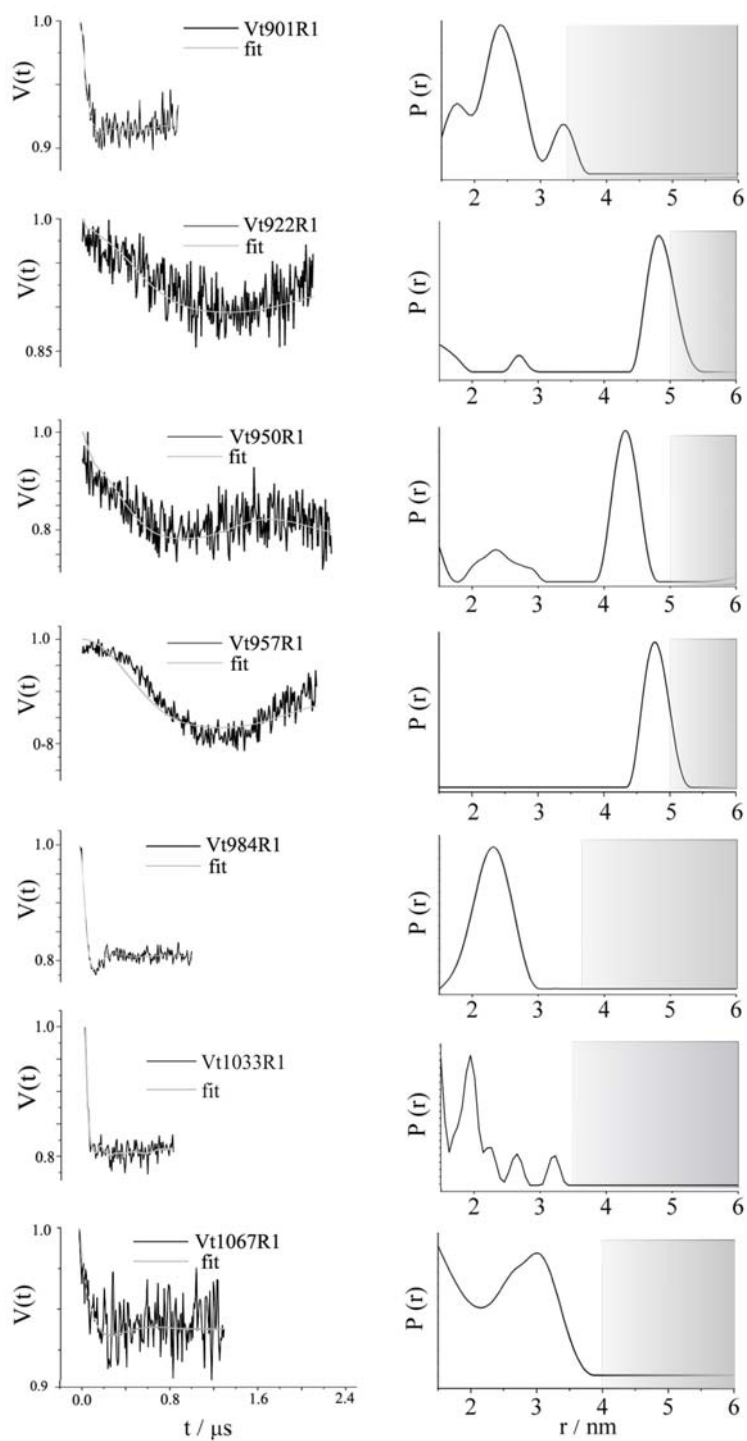 Vt901R1
fit
V(t)
1.0
0.9
P (r)
2 3 4 5 6
Vt922R1
fit
V(t)
1.0
0.85
P (r)
2 3 4 5 6
Vt950R1
fit
V(t)
1.0
0.8
P (r)
2 3 4 5 6
Vt957R1
fit
V(t)
1.0
0-8
P (r)
2 3 4 5 6
Vt984R1
fit
V(t)
1.0
0.8
P (r)
2 3 4 5 6
Vt1033R1
fit
V(t)
1.0
0.8
P (r)
2 3 4 5 6
Vt1067R1
fit
V(t)
1.0
0.9
0.0 0.8 1.6 2.4
t / μs
P (r)
2 3 4 5 6
r / nm